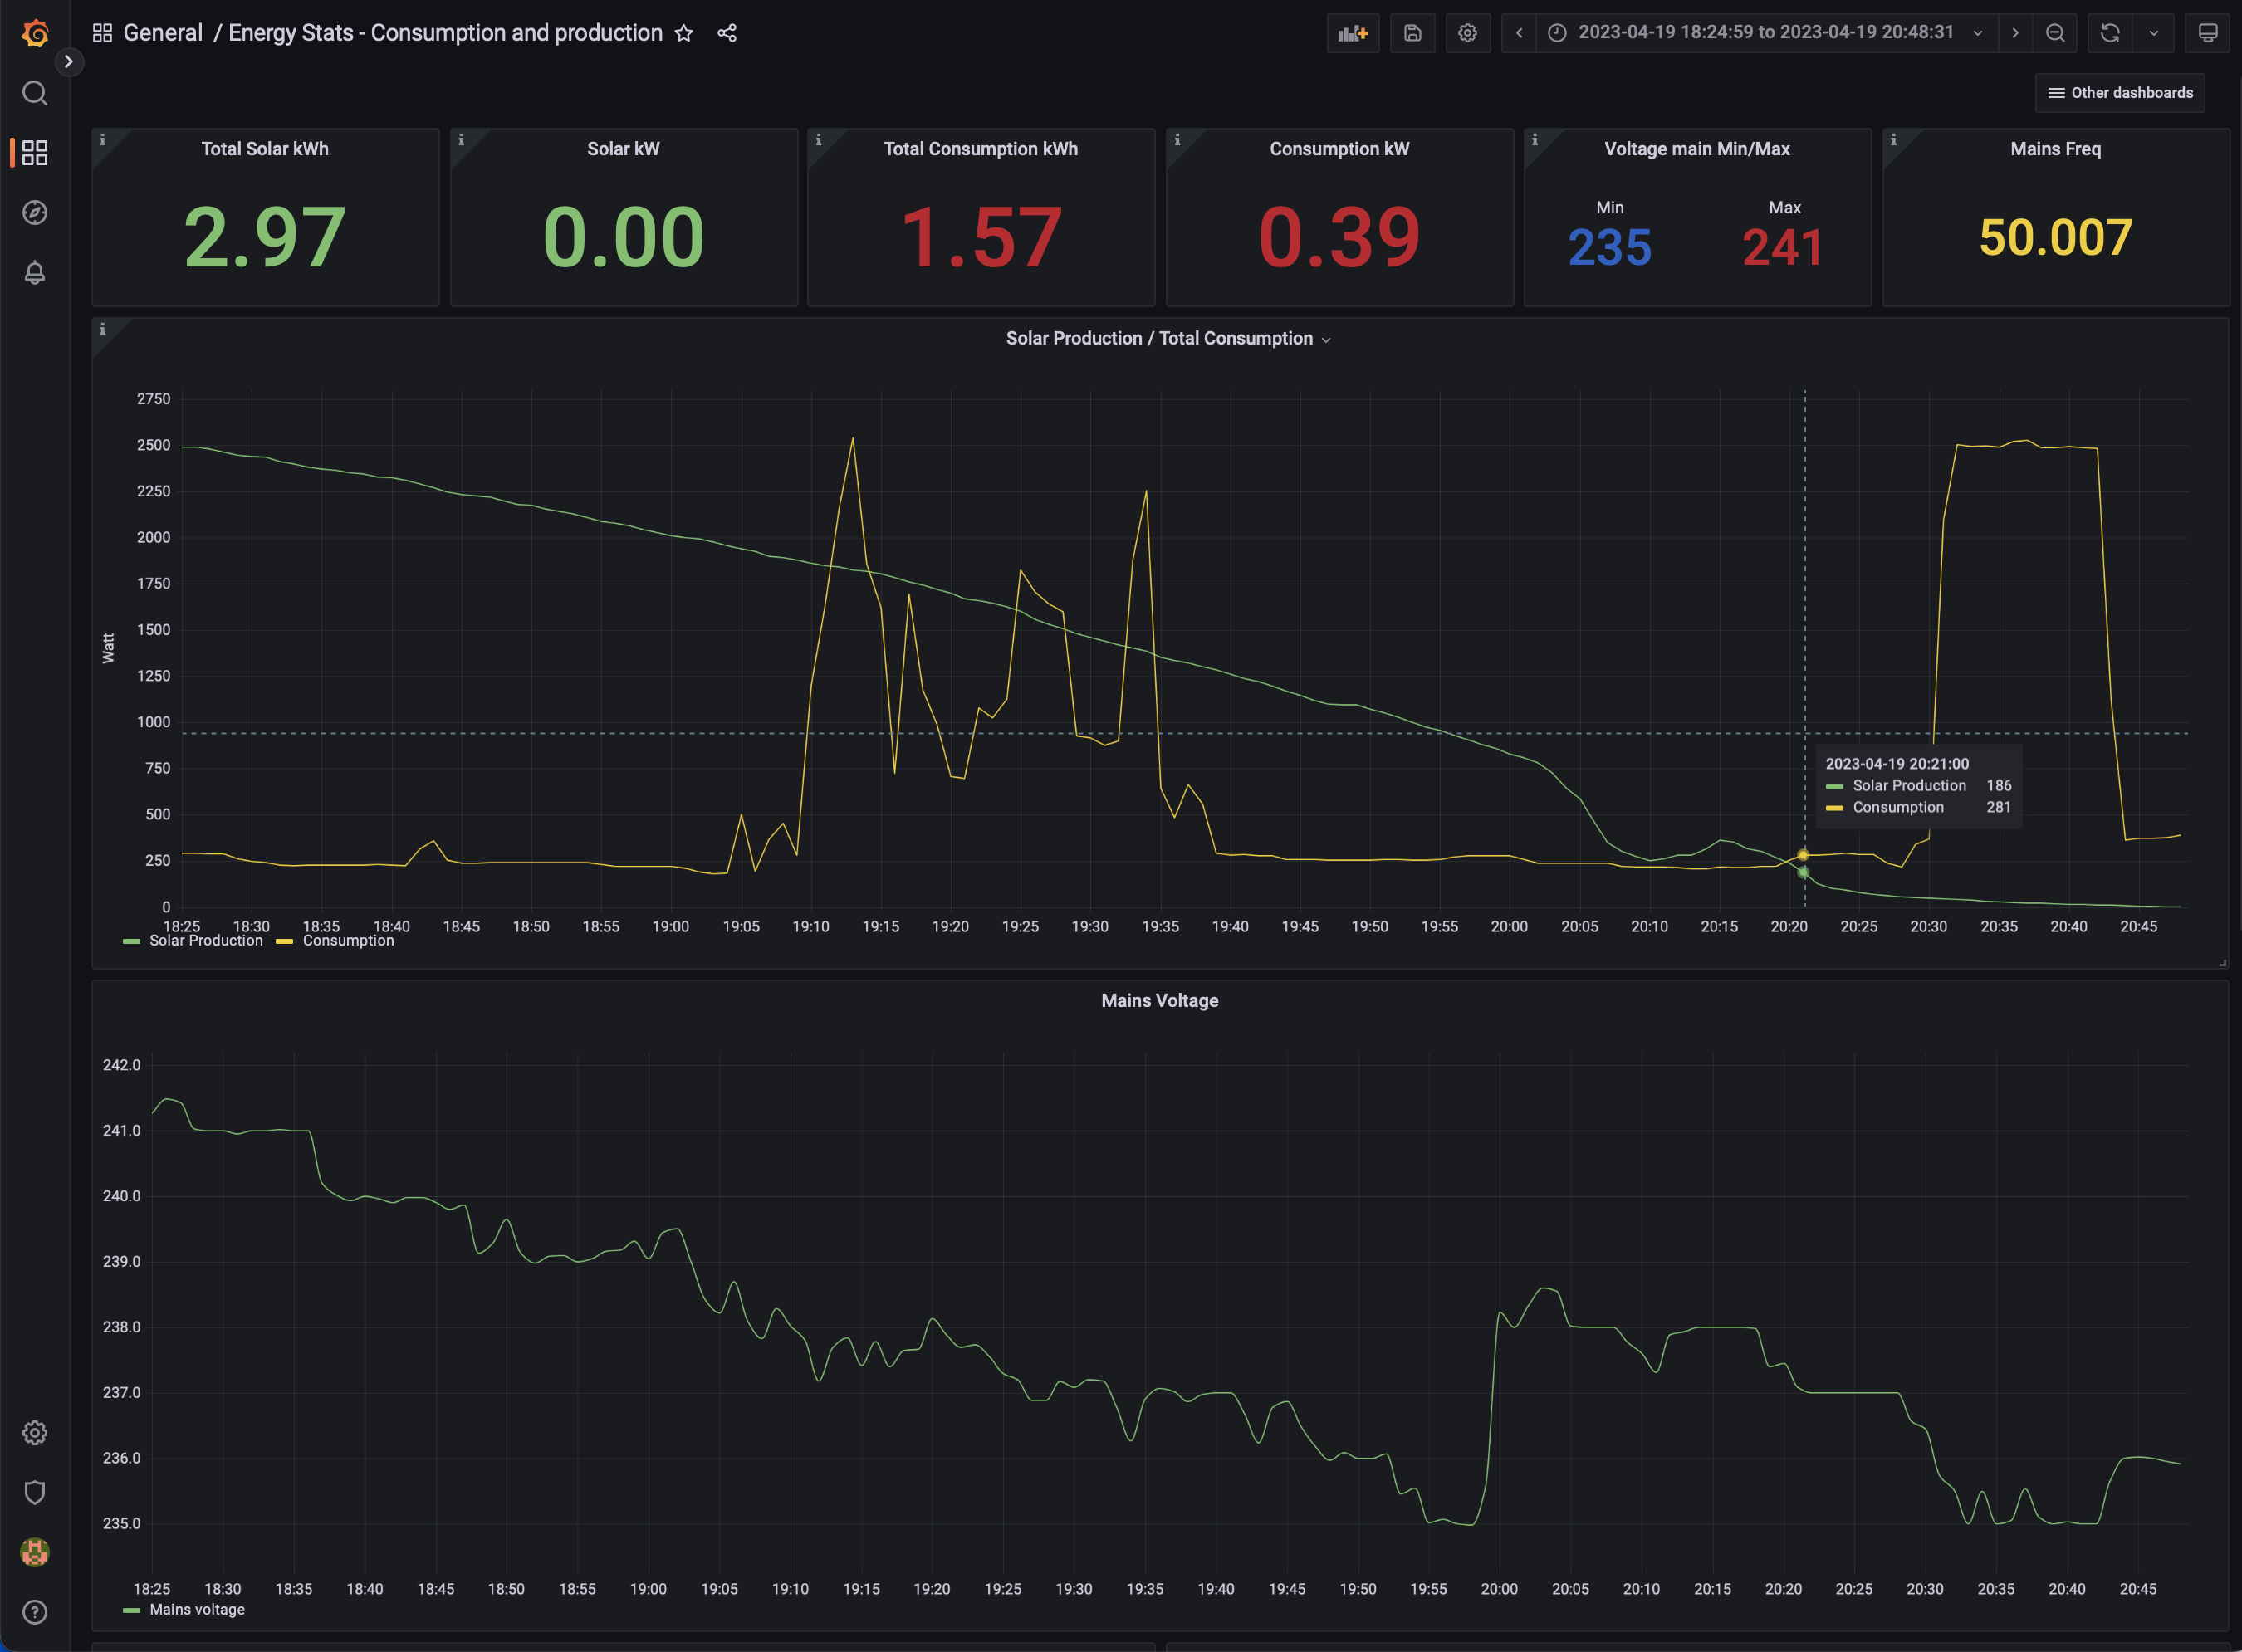 General / Energy Stats - Consumption and production
2023-04-19 18:24:59 to 2023-04-19 20:48:31
Other dashboards
Total Solar kWh
2.97
Solar kW
0.00
Total Consumption kWh
1.57
Consumption kW
0.39
Voltage main Min/Max
Min Max
235 241
Mains Freq
50.007
Solar Production / Total Consumption
Watt
2750
2500
2250
2000
1750
1500
1250
1000
750
500
250
0
2023-04-19 20:21:00
Solar Production 186
Consumption 281
18:25 18:30 18:35 18:40 18:45 18:50 18:55 19:00 19:05 19:10 19:15 19:20 19:25 19:30 19:35 19:40 19:45 19:50 19:55 20:00 20:05 20:10 20:15 20:20 20:25 20:30 20:35 20:40 20:45
Solar Production Consumption
Mains Voltage
242.0
241.0
240.0
239.0
238.0
237.0
236.0
235.0
18:25 18:30 18:35 18:40 18:45 18:50 18:55 19:00 19:05 19:10 19:15 19:20 19:25 19:30 19:35 19:40 19:45 19:50 19:55 20:00 20:05 20:10 20:15 20:20 20:25 20:30 20:35 20:40 20:45
Mains voltage